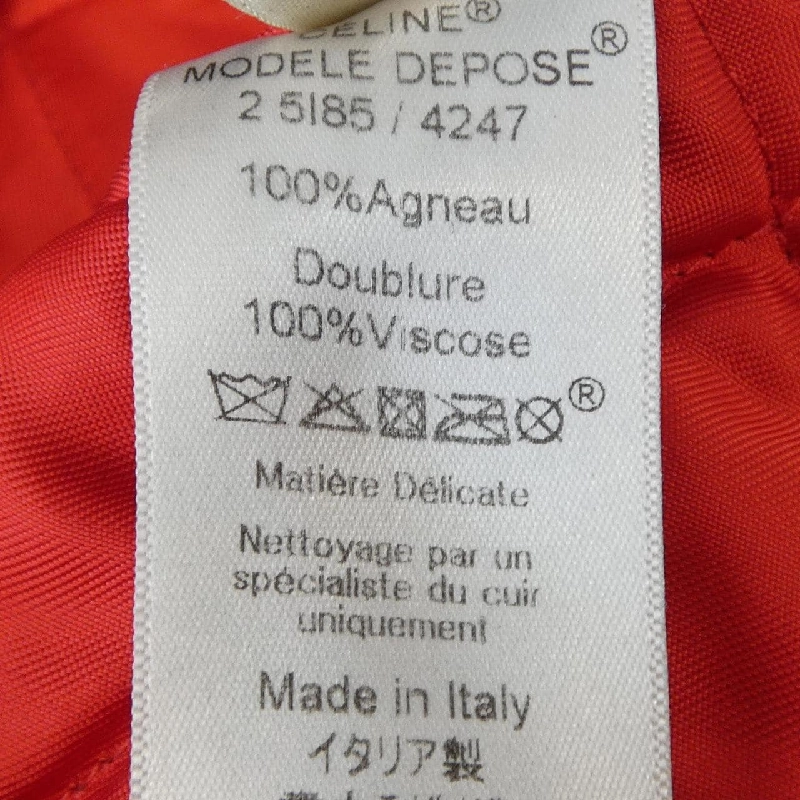 CELINE®
MODELE DEPOSE®
2 5I85 / 4247
100%Agneau
Doublure
100%Viscose
®
Matière Délicate
Nettoyage par un
spécialiste du cuir
uniquement
Made in Italy
イタリア製